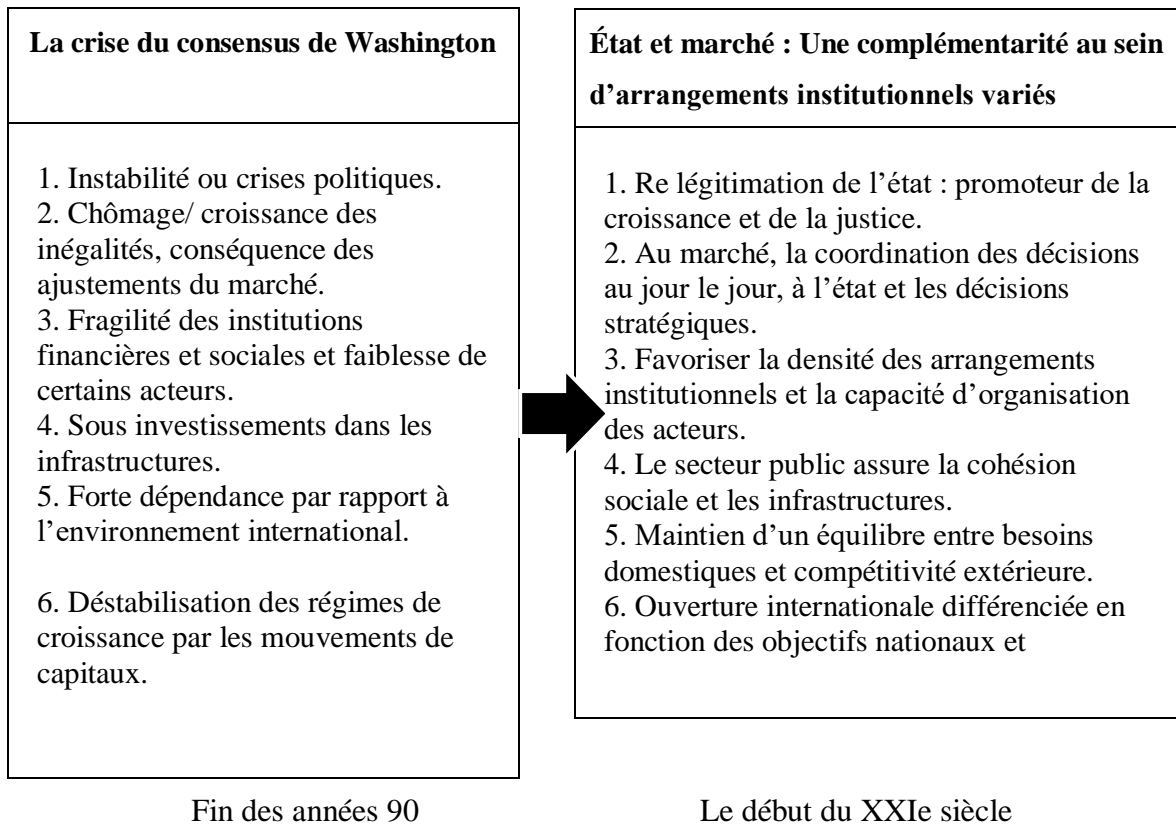 La crise du consensus de Washington
1. Instabilité ou crises politiques.
2. Chômage/ croissance des
inégalités, conséquence des
ajustements du marché.
3. Fragilité des institutions
financières et sociales et faiblesse de
certains acteurs.
4. Sous investissements dans les
infrastructures.
5. Forte dépendance par rapport à
l’environnement international.
6. Déstabilisation des régimes de
croissance par les mouvements de
capitaux.
Fin des années 90
État et marché : Une complémentarité au sein
d’arrangements institutionnels variés
1. Re légitimation de l’état : promoteur de la
croissance et de la justice.
2. Au marché, la coordination des décisions
au jour le jour, à l’état et les décisions
stratégiques.
3. Favoriser la densité des arrangements
institutionnels et la capacité d’organisation
des acteurs.
4. Le secteur public assure la cohésion
sociale et les infrastructures.
5. Maintien d’un équilibre entre besoins
domestiques et compétitivité extérieure.
6. Ouverture internationale différenciée en
fonction des objectifs nationaux et
Le début du XXIe siècle